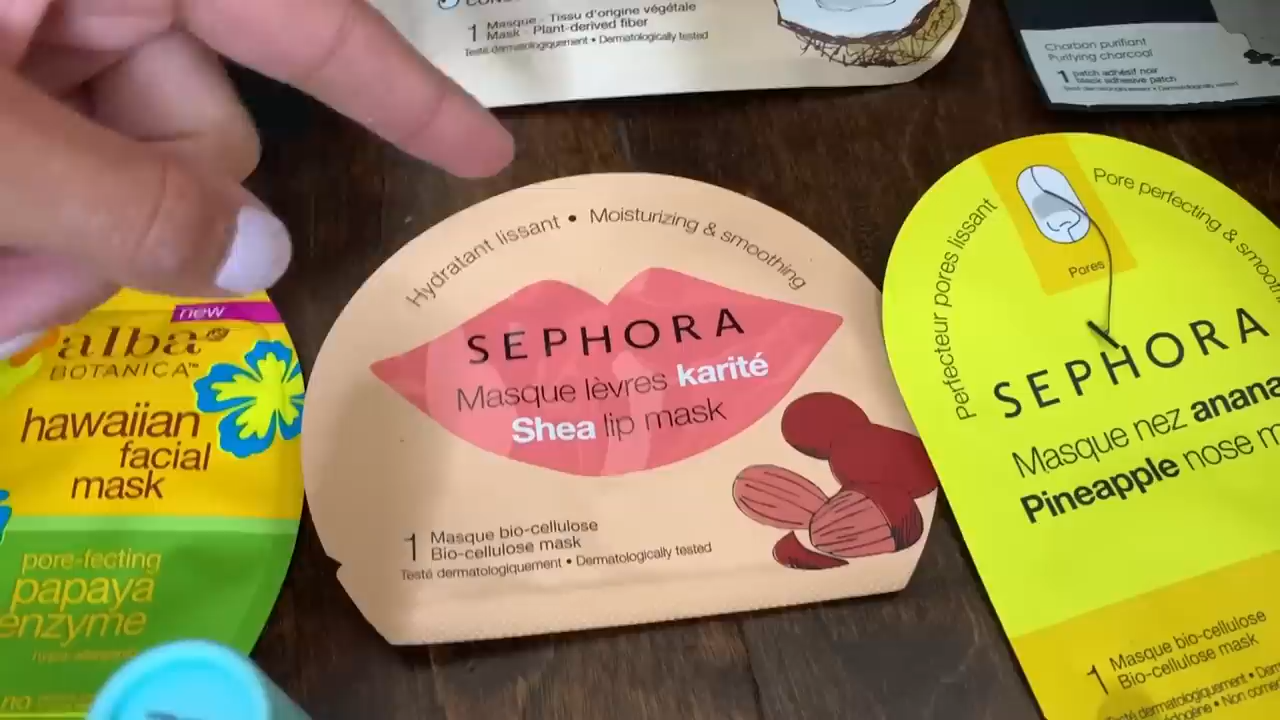 1 Masque - Tissu d'origine végétale
Mask - Plant-derived fiber
Testé dermatologiquement • Dermatologically tested
Charbon purifiant
Purifying charcoal
1 patch adhésif noir
black adhesive patch
Hydratant lissant • Moisturizing & smoothing
SEPHORA
Masque lèvres karité
Shea lip mask
1 Masque bio-cellulose
Bio-cellulose mask
Testé dermatologiquement • Dermatologically tested
new
alba
BOTANICA™
hawaiian
facial
mask
pore-fecting
papaya
enzyme
Perfecteur pores lissant
Pore perfecting &
Pores
SEPHORA
Masque nez
Pineapple nose
1 Masque bio-cellulose
Bio-cellulose mask
Testé dermatologiquement •